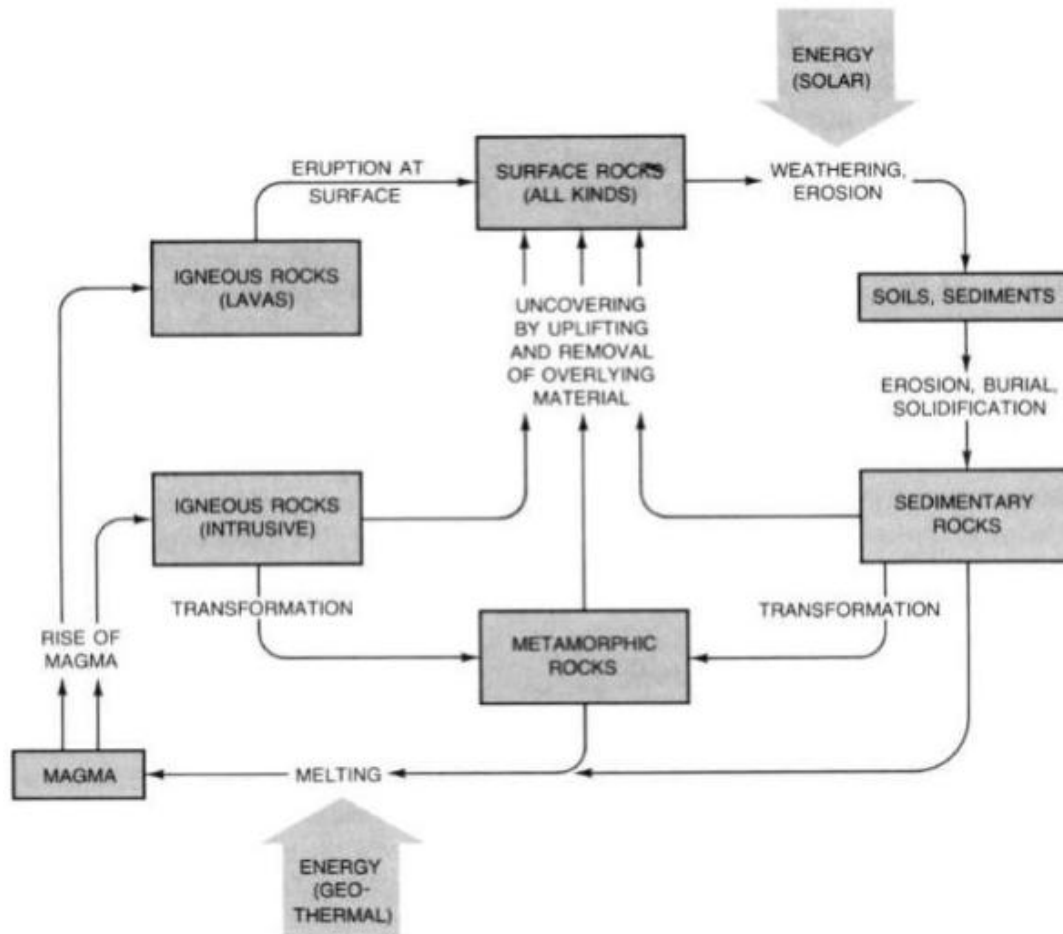 ENERGY
(SOLAR)
ERUPTION AT
SURFACE
SURFACE ROCKS
(ALL KINDS)
WEATHERING,
EROSION
IGNEOUS ROCKS
(LAVAS)
UNCOVERING
BY UPLIFTING
AND REMOVAL
OF OVERLYING
MATERIAL
SOILS, SEDIMENTS
EROSION, BURIAL,
SOLIDIFICATION
IGNEOUS ROCKS
(INTRUSIVE)
SEDIMENTARY
ROCKS
TRANSFORMATION
TRANSFORMATION
RISE OF
MAGMA
METAMORPHIC
ROCKS
MAGMA
MELTING
ENERGY
(GEO-
THERMAL)